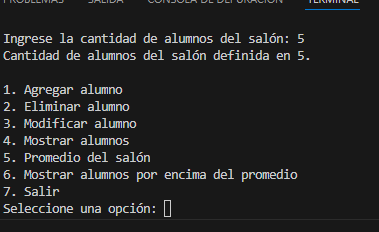 PROBLEMAS SALIDA CONSOLA DE DEPURACIÓN TERMINAL
Ingrese la cantidad de alumnos del salón: 5
Cantidad de alumnos del salón definida en 5.
1. Agregar alumno
2. Eliminar alumno
3. Modificar alumno
4. Mostrar alumnos
5. Promedio del salón
6. Mostrar alumnos por encima del promedio
7. Salir
Seleccione una opción: